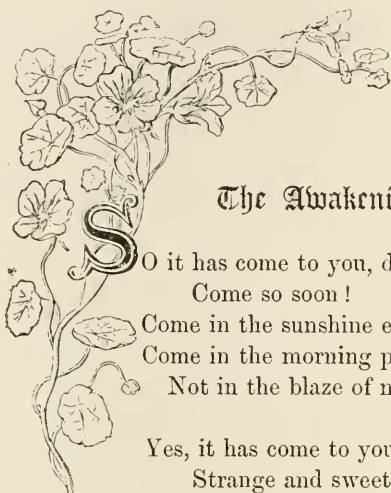 The Awakeni
SO it has come to you, d
Come so soon!
Come in the sunshine e
Come in the morning p
Not in the blaze of n
Yes, it has come to you
Strange and sweet